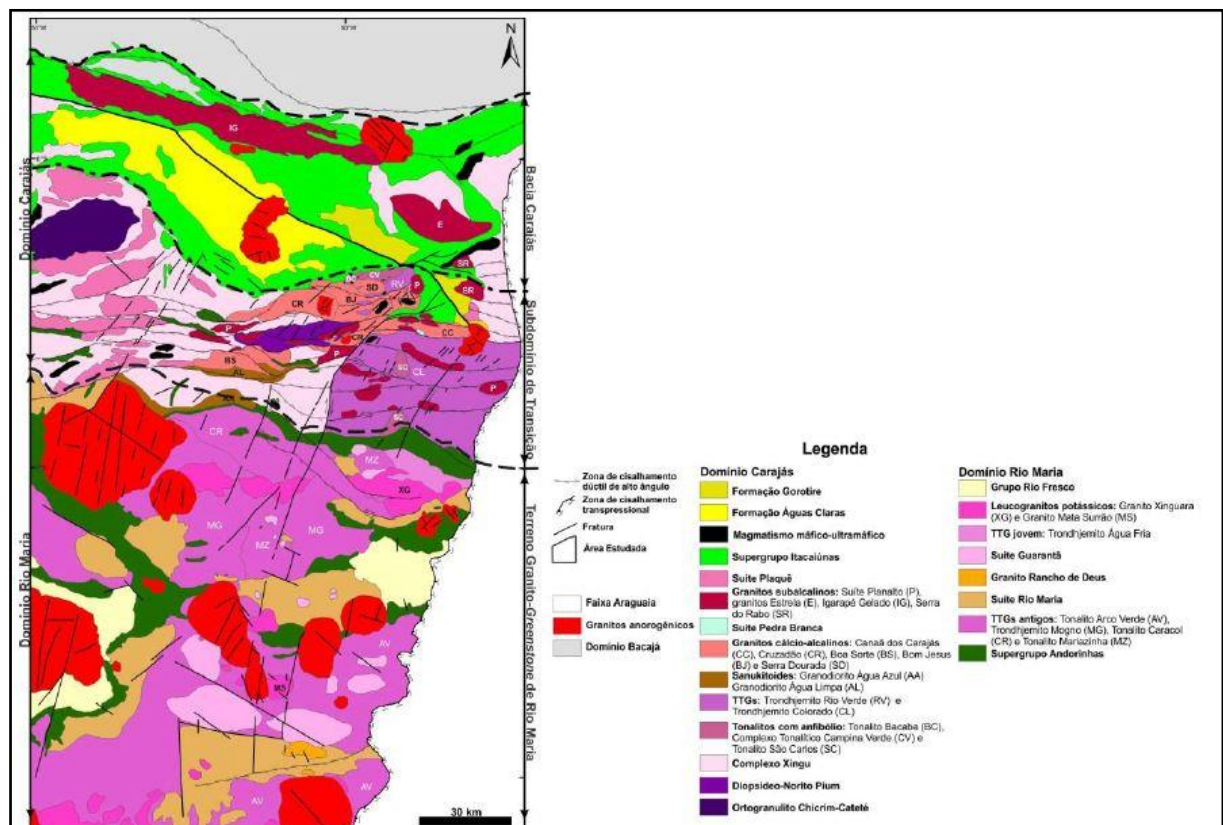 N
IG
E
SR
SR
CV
SD
RV
P
BJ
CR
P
CR
CC
P
BS
AL
SC
CL
P
SC
CR
MZ
XG
MG
MG
MZ
AV
MS
AV
AV
30 km
Domínio Carajás
Domínio Rio Maria
Bacia Carajás
Subdomínio de Transição
Terreno Granito-Greenstone de Rio Maria
Legenda
Zona de cisalhamento
dúctil de alto ângulo
Zona de cisalhamento
transpressional
Fratura
Área Estudada
Faixa Araguaia
Granitos anorogênicos
Domínio Bacajá
Domínio Carajás
Formação Gorotire
Formação Águas Claras
Magmatismo máfico-ultramáfico
Supergrupo Itacaiúnas
Suíte Plaquê
Granitos subalcalinos: Suíte Planalto (P),
granitos Estrela (E), Igarapé Gelado (IG), Serra
do Rabo (SR)
Suíte Pedra Branca
Granitos cálcio-alcalinos: Canaã dos Carajás
(CC), Cruzadão (CR), Boa Sorte (BS), Bom Jesus
(BJ) e Serra Dourada (SD)
Sanukitoides: Granodiorito Água Azul (AA)
Granodiorito Água Limpa (AL)
TTGs: Trondhjemito Rio Verde (RV) e
Trondhjemito Colorado (CL)
Tonalitos com anfibólio: Tonalito Bacaba (BC),
Complexo Tonalítico Campina Verde (CV) e
Tonalito São Carlos (SC)
Complexo Xingu
Diopsídeo-Norito Pium
Ortogranulito Chicrim-Cateté
Domínio Rio Maria
Grupo Rio Fresco
Leucogranitos potássicos: Granito Xinguara
(XG) e Granito Mata Surrão (MS)
TTG jovem: Trondhjemito Água Fria
Suíte Guarantã
Granito Rancho de Deus
Suíte Rio Maria
TTGs antigos: Tonalito Arco Verde (AV),
Trondhjemito Mogno (MG), Tonalito Caracol
(CR) e Tonalito Mariazinha (MZ)
Supergrupo Andorinhas